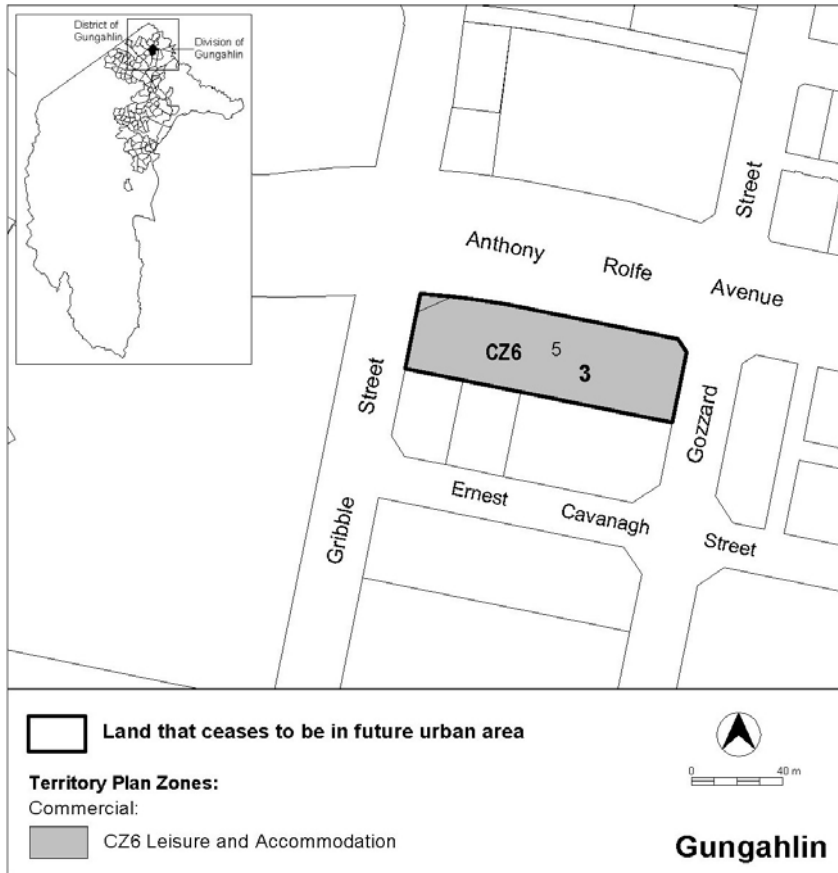 District of
Gungahlin
Division of
Gungahlin
Street
Anthony Rolfe Avenue
CZ6 5
3
Street
Gozzard
Ernest Cavanagh Street
Gribble
Land that ceases to be in future urban area
Territory Plan Zones:
Commercial:
CZ6 Leisure and Accommodation
0 40 m
Gungahlin